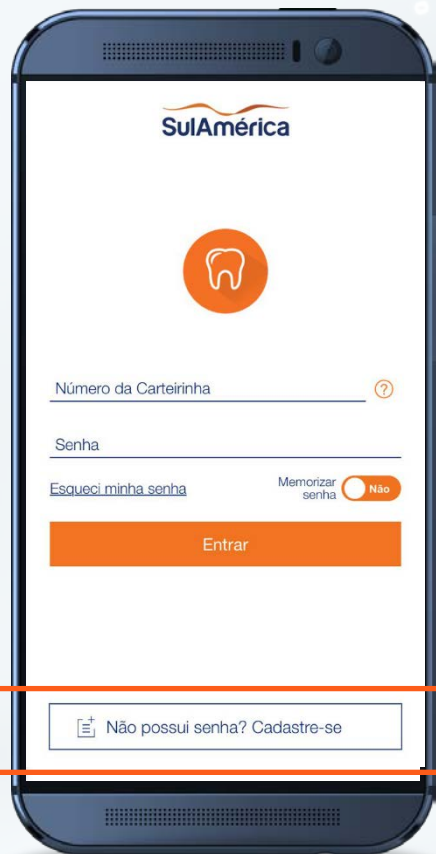 SulAmérica
Número da Carteirinha
?
Senha
Esqueci minha senha
Memorizar
senha
Não
Entrar
Não possui senha? Cadastre-se